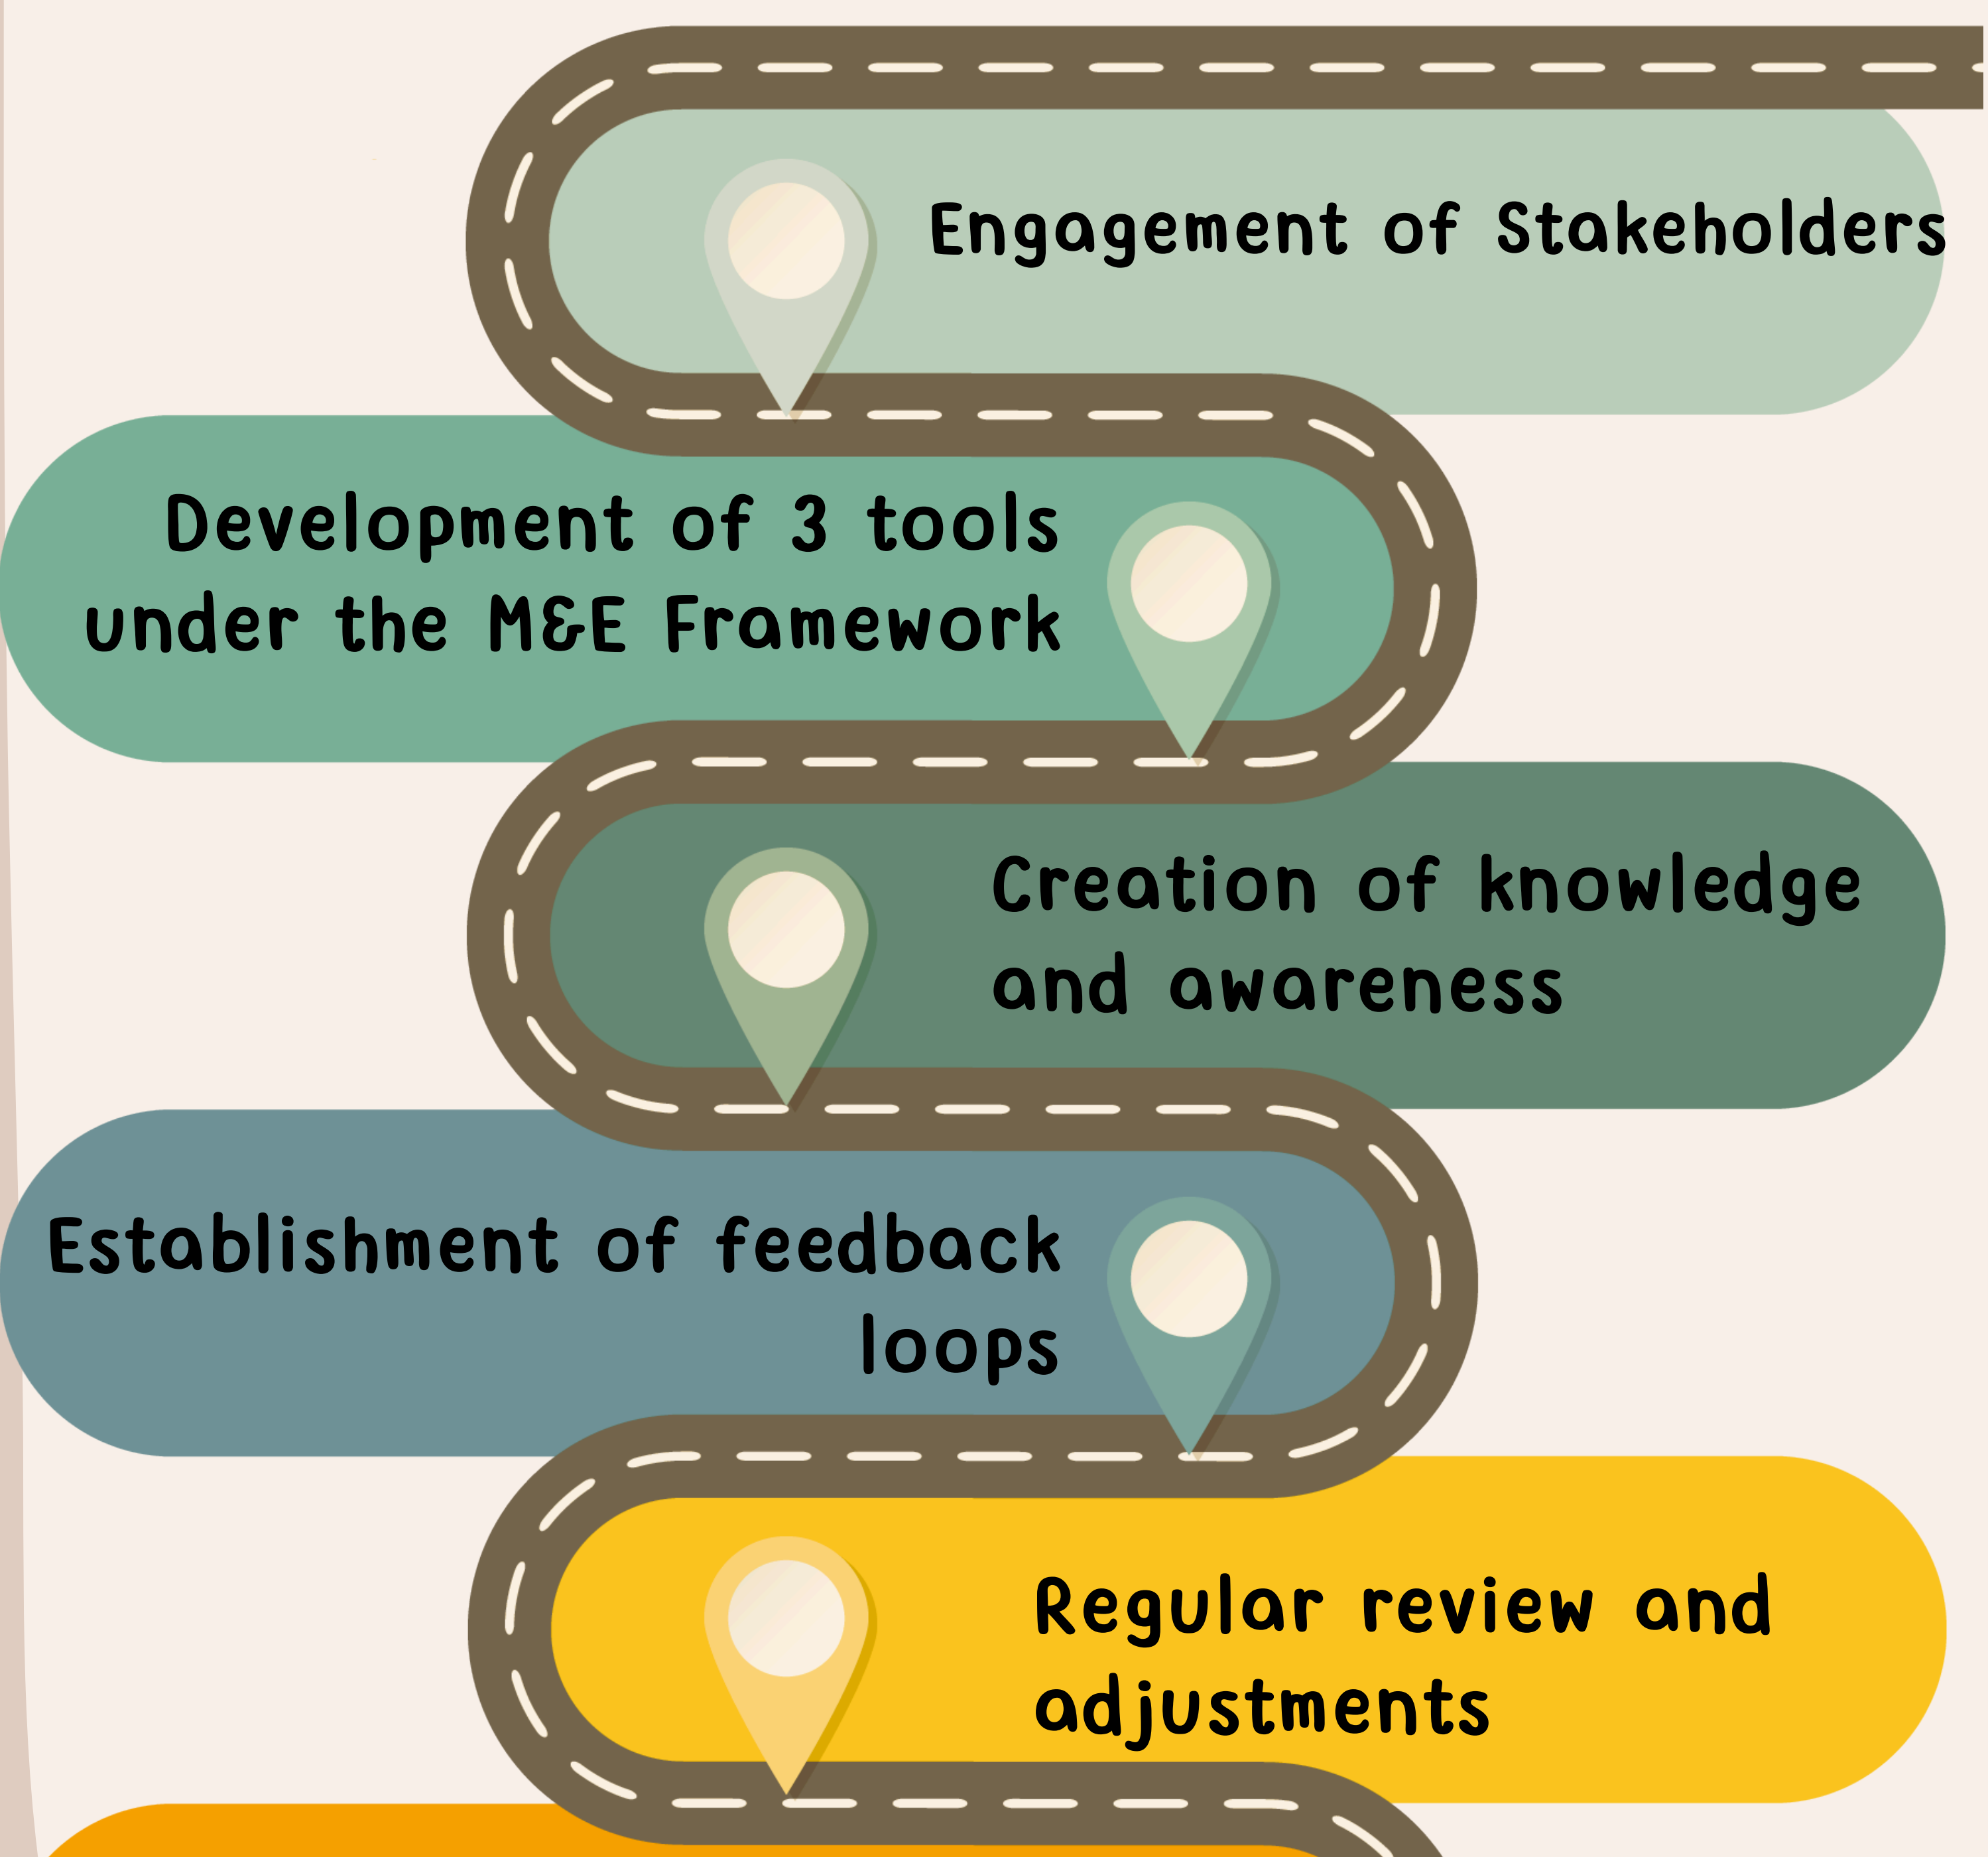 Engagement of Stakeholders
Development of 3 tools
under the M&E Framework
Creation of knowledge
and awareness
Establishment of feedback
loops
Regular review and
adjustments